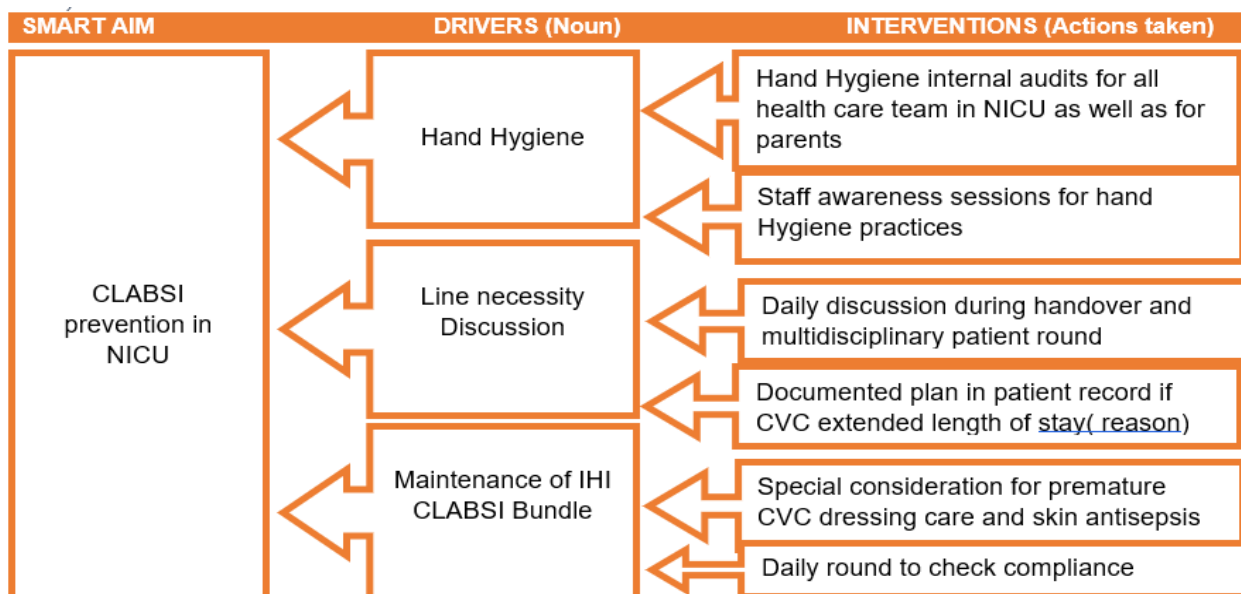 SMART AIM
DRIVERS (Noun)
INTERVENTIONS (Actions taken)
CLABSI
prevention in
NICU
Hand Hygiene
Hand Hygiene internal audits for all
health care team in NICU as well as for
parents
Staff awareness sessions for hand
Hygiene practices
Line necessity
Discussion
Daily discussion during handover and
multidisciplinary patient round
Documented plan in patient record if
CVC extended length of stay( reason)
Maintenance of IHI
CLABSI Bundle
Special consideration for premature
CVC dressing care and skin antisepsis
Daily round to check compliance